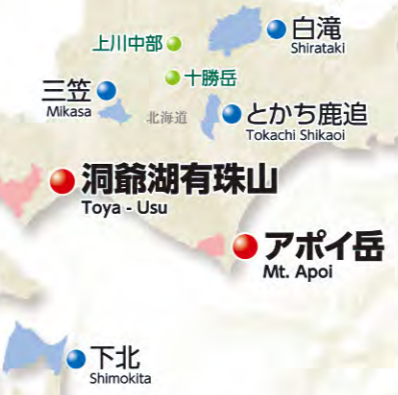 白滝
Shirataki
上川中部
十勝岳
三笠
Mikasa
北海道
とかち鹿追
Tokachi Shikaoi
洞爺湖有珠山
Toya - Usu
アポイ岳
Mt. Apoi
下北
Shimokita